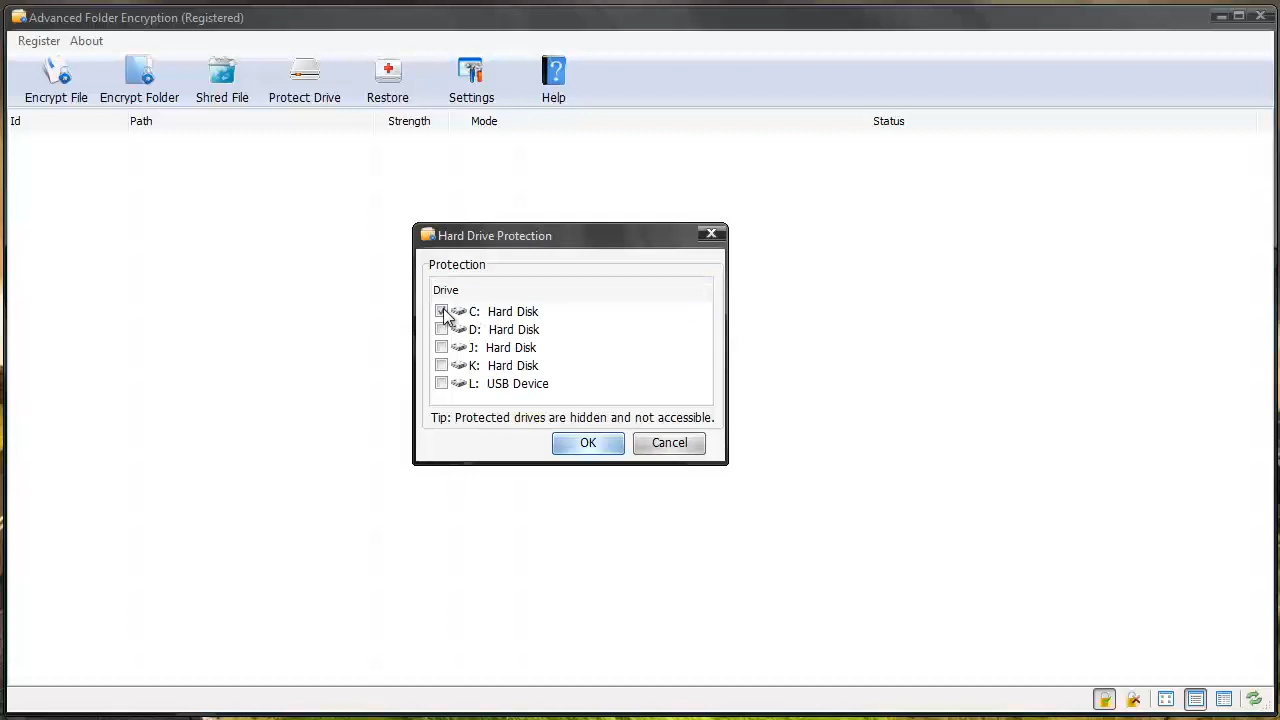 Advanced Folder Encryption (Registered)
Register About
Encrypt File Encrypt Folder Shred File Protect Drive Restore Settings Help
Id Path Strength Mode Status
Hard Drive Protection
Protection
Drive
C: Hard Disk
D: Hard Disk
J: Hard Disk
K: Hard Disk
L: USB Device
Tip: Protected drives are hidden and not accessible.
OK Cancel